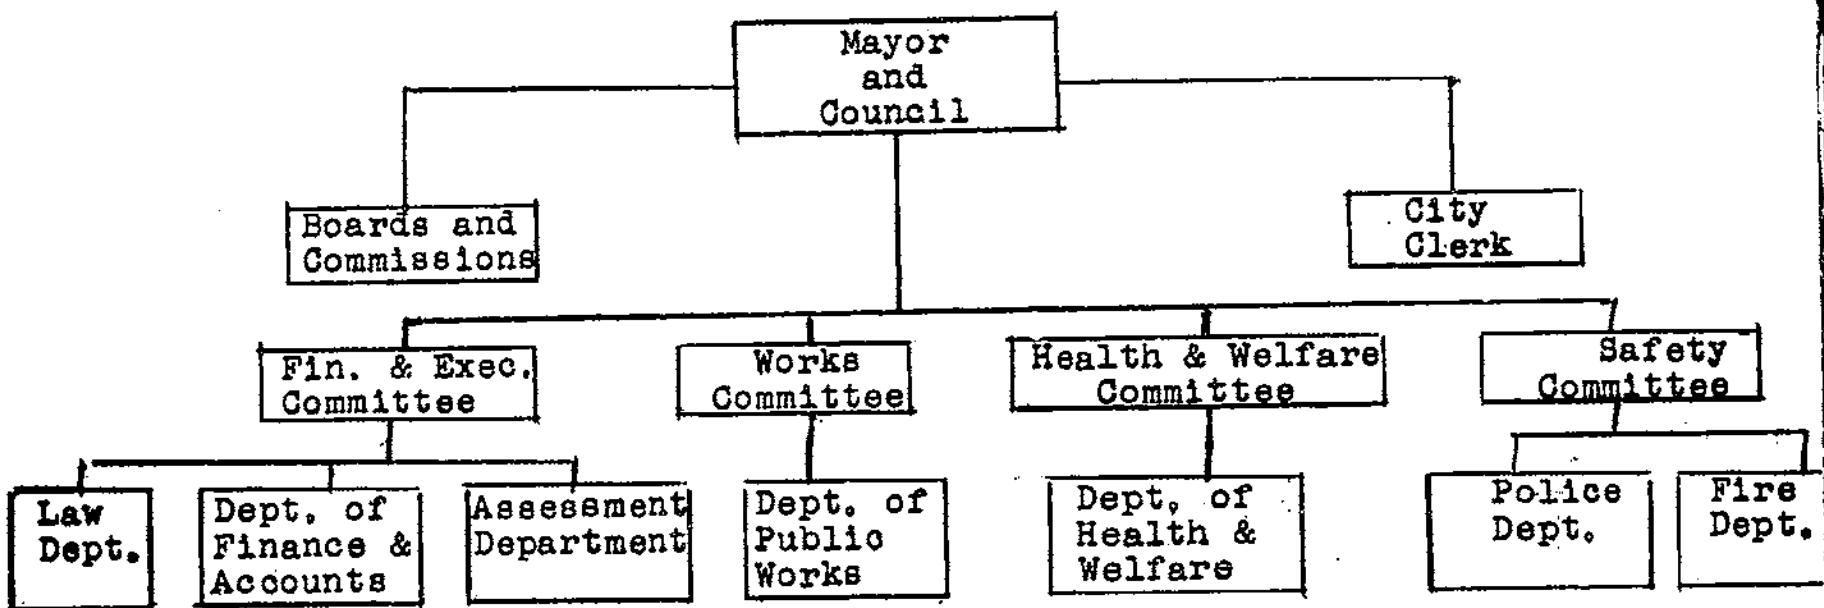 Mayor
and
Council
Boards and
Commissions
City
Clerk
Fin. & Exec.
Committee
Works
Committee
Health & Welfare
Committee
Safety
Committee
Law
Dept.
Dept. of
Finance &
Accounts
Assessment
Department
Dept. of
Public
Works
Dept. of
Health &
Welfare
Police
Dept.
Fire
Dept.